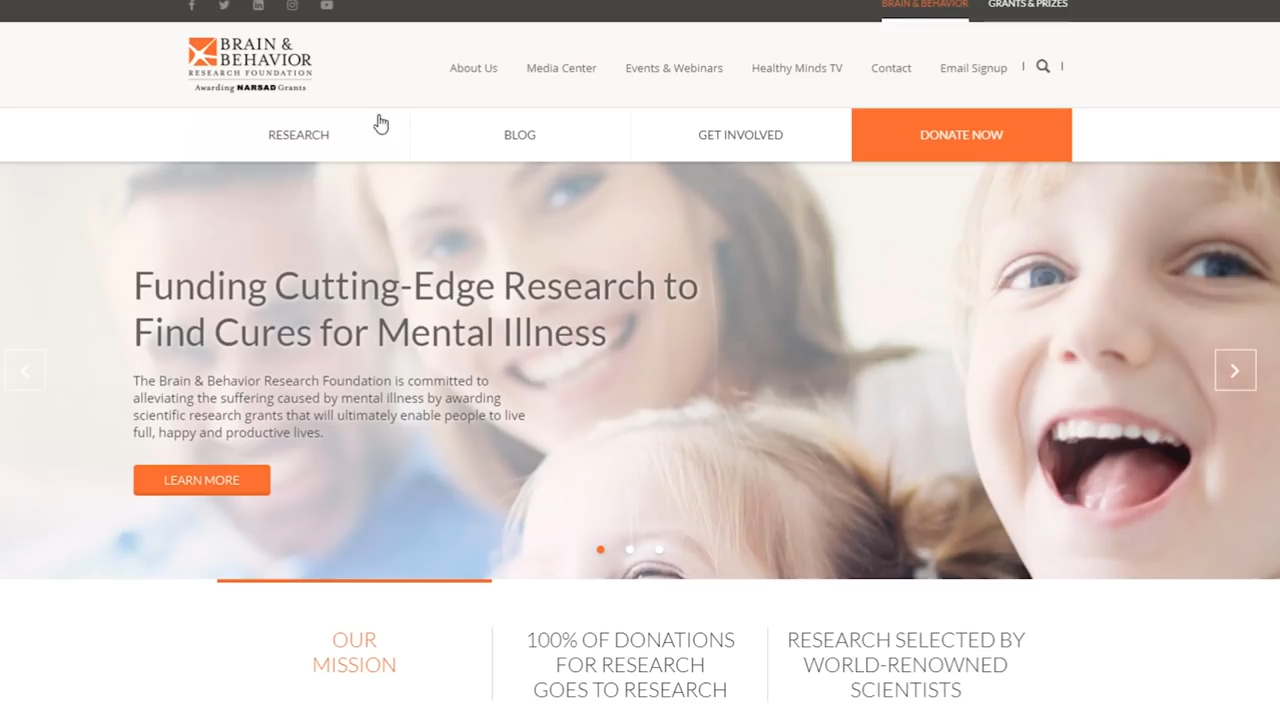 BRAIN & BEHAVIOR
GRANTS & PRIZES
BRAIN &
BEHAVIOR
RESEARCH FOUNDATION
Awarding NARSAD Grants
About Us
Media Center
Events & Webinars
Healthy Minds TV
Contact
Email Signup
RESEARCH
BLOG
GET INVOLVED
DONATE NOW
Funding Cutting-Edge Research to
Find Cures for Mental Illness
The Brain & Behavior Research Foundation is committed to
alleviating the suffering caused by mental illness by awarding
scientific research grants that will ultimately enable people to live
full, happy and productive lives.
LEARN MORE
OUR
MISSION
100% OF DONATIONS
FOR RESEARCH
GOES TO RESEARCH
RESEARCH SELECTED BY
WORLD-RENOWNED
SCIENTISTS